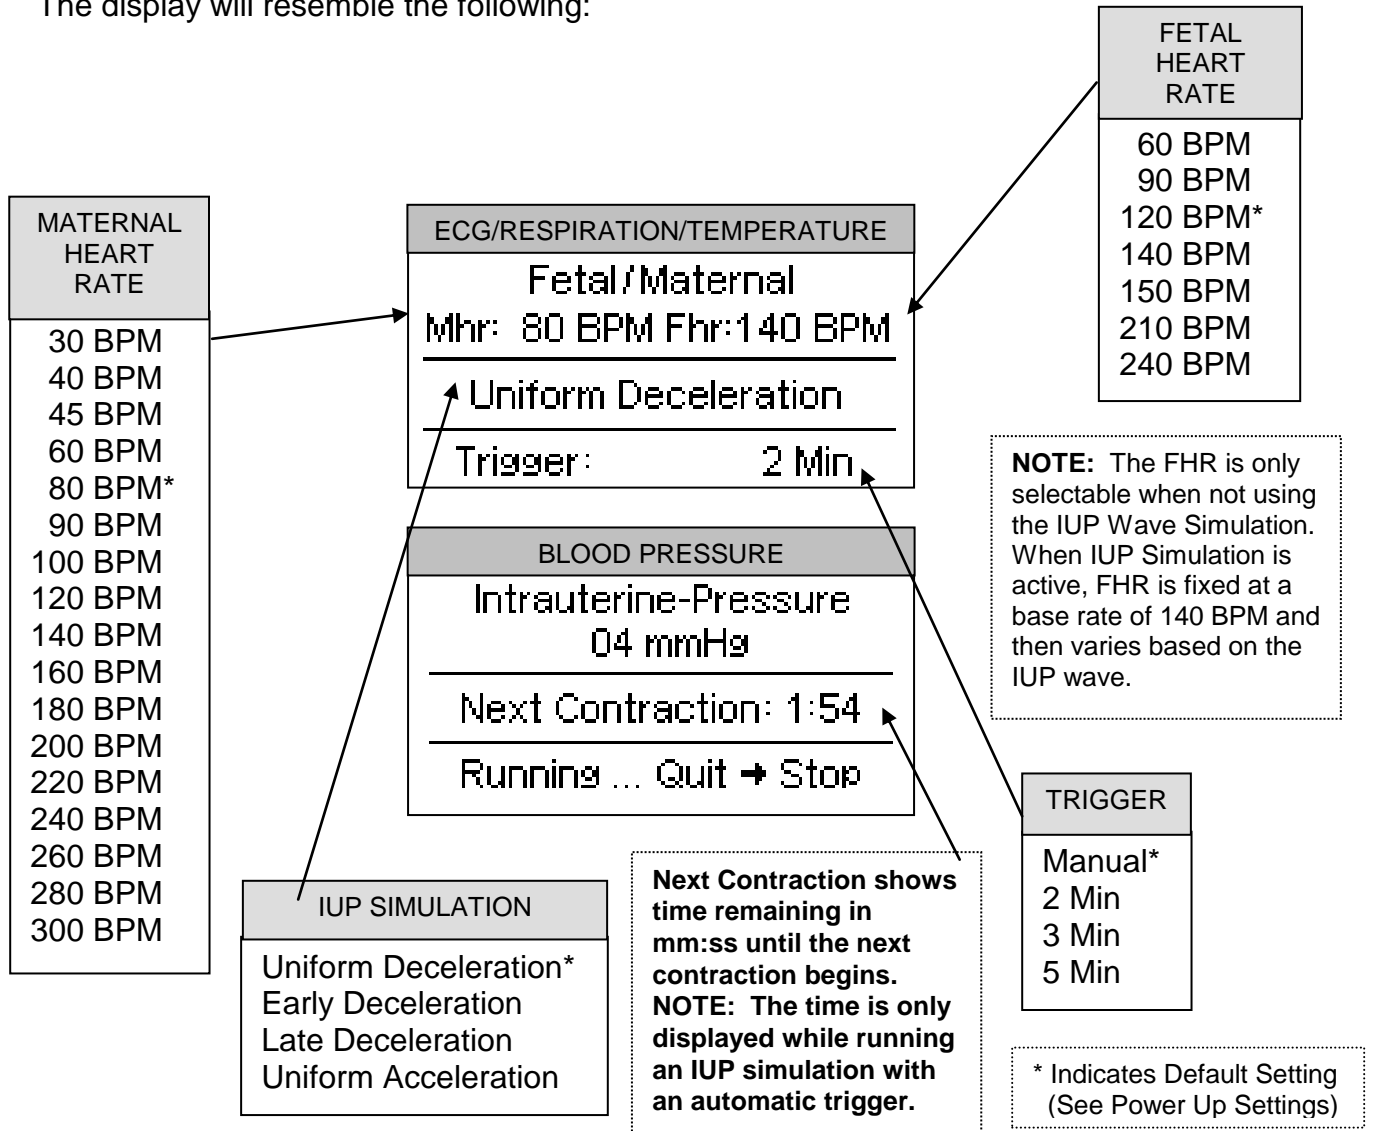 The display will resemble the following:
FETAL
HEART
RATE
60 BPM
90 BPM
120 BPM*
140 BPM
150 BPM
210 BPM
240 BPM
MATERNAL
HEART
RATE
30 BPM
40 BPM
45 BPM
60 BPM
80 BPM*
90 BPM
100 BPM
120 BPM
140 BPM
160 BPM
180 BPM
200 BPM
220 BPM
240 BPM
260 BPM
280 BPM
300 BPM
ECG/RESPIRATION/TEMPERATURE
Fetal/Maternal
Mhr: 80 BPM Fhr:140 BPM
Uniform Deceleration
Trigger: 2 Min
BLOOD PRESSURE
Intrauterine-Pressure
04 mmHg
Next Contraction: 1:54
Running ... Quit ➔ Stop
NOTE: The FHR is only
selectable when not using
the IUP Wave Simulation.
When IUP Simulation is
active, FHR is fixed at a
base rate of 140 BPM and
then varies based on the
IUP wave.
TRIGGER
Manual*
2 Min
3 Min
5 Min
IUP SIMULATION
Uniform Deceleration*
Early Deceleration
Late Deceleration
Uniform Acceleration
Next Contraction shows
time remaining in
mm:ss until the next
contraction begins.
NOTE: The time is only
displayed while running
an IUP simulation with
an automatic trigger.
* Indicates Default Setting
(See Power Up Settings)